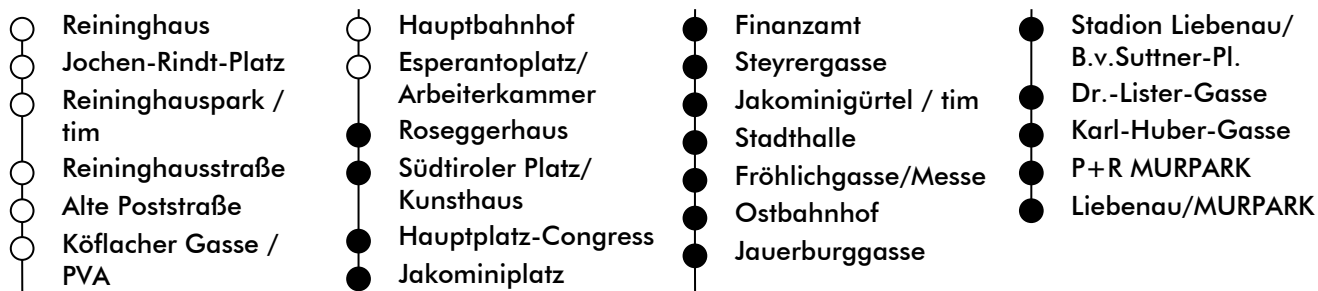 Reininghaus
Jochen-Rindt-Platz
Reininghauspark /
tim
Reininghausstraße
Alte Poststraße
Köflacher Gasse /
PVA
Hauptbahnhof
Esperantoplatz/
Arbeiterkammer
Roseggerhaus
Südtiroler Platz/
Kunsthaus
Hauptplatz-Congress
Jakominiplatz
Finanzamt
Steyrergasse
Jakominigürtel / tim
Stadthalle
Fröhlichgasse/Messe
Ostbahnhof
Jauerburggasse
Stadion Liebenau/
B.v.Suttner-Pl.
Dr.-Lister-Gasse
Karl-Huber-Gasse
P+R MURPARK
Liebenau/MURPARK